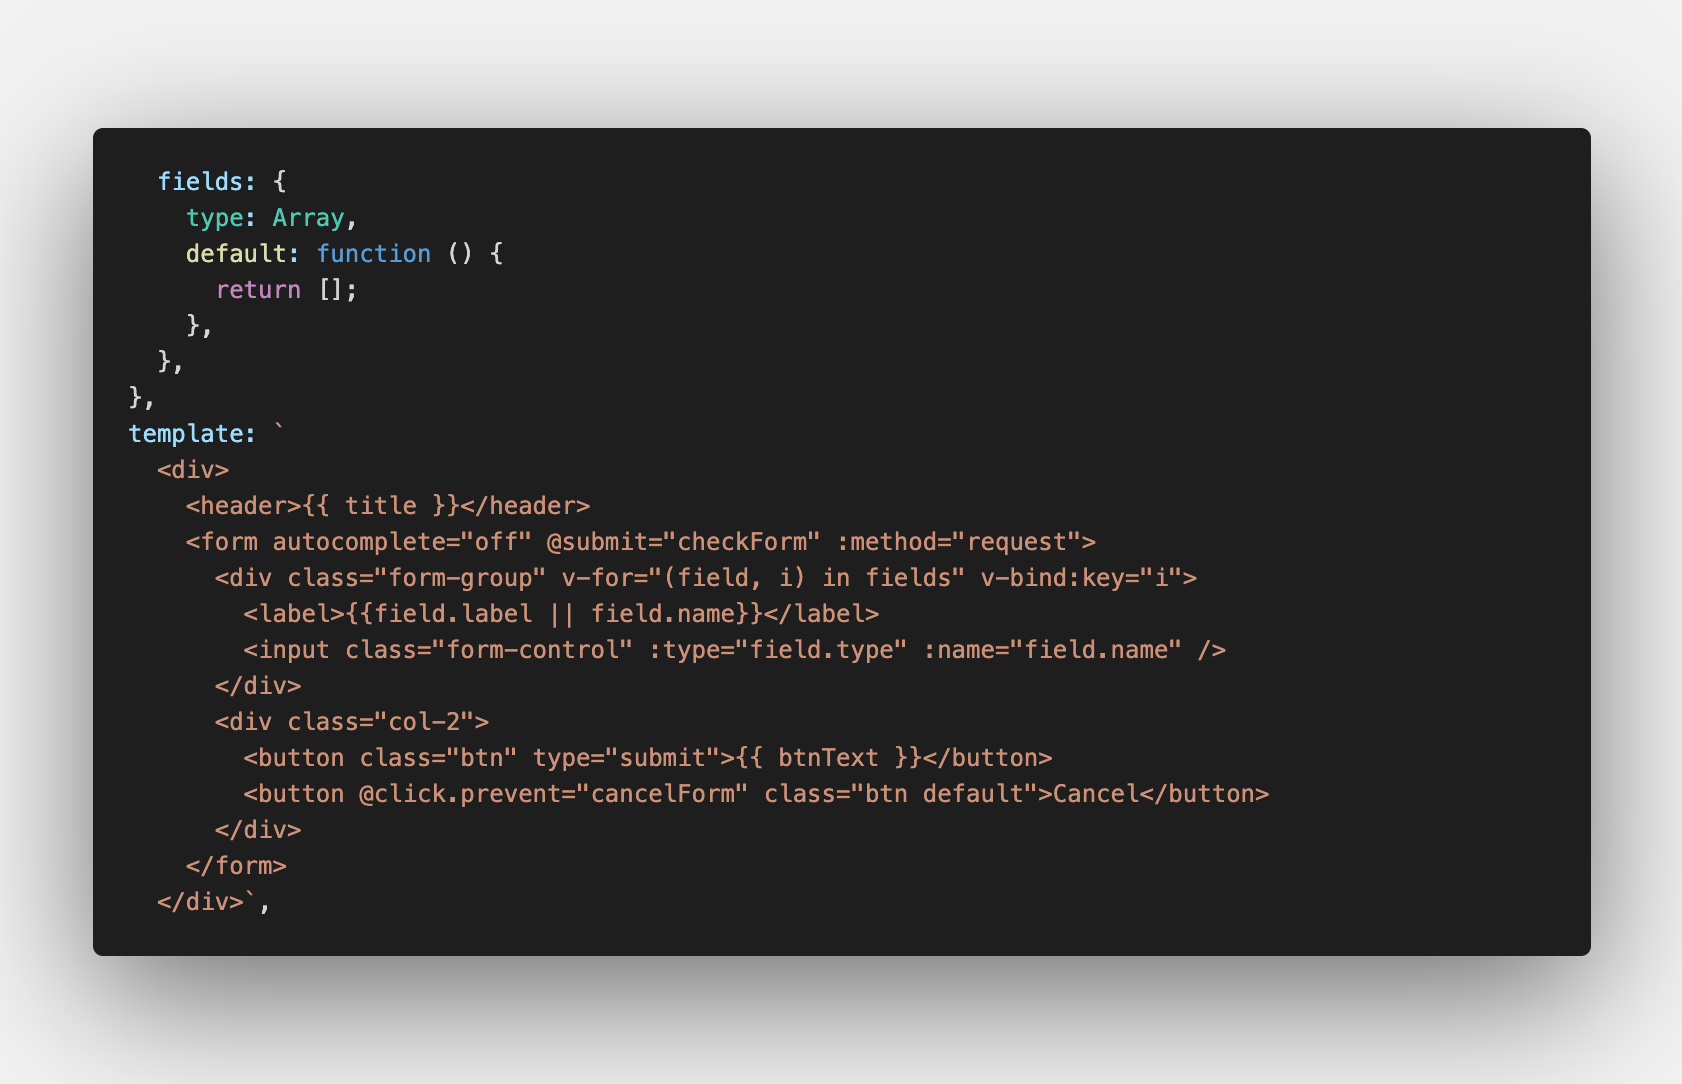 fields: {
type: Array,
default: function () {
return [];
},
},
},
template: `
<div>
<header>{{ title }}</header>
<form autocomplete="off" @submit="checkForm" :method="request">
<div class="form-group" v-for="(field, i) in fields" v-bind:key="i">
<label>{{field.label || field.name}}</label>
<input class="form-control" :type="field.type" :name="field.name" />
</div>
<div class="col-2">
<button class="btn" type="submit">{{ btnText }}</button>
<button @click.prevent="cancelForm" class="btn default">Cancel</button>
</div>
</form>
</div>`,